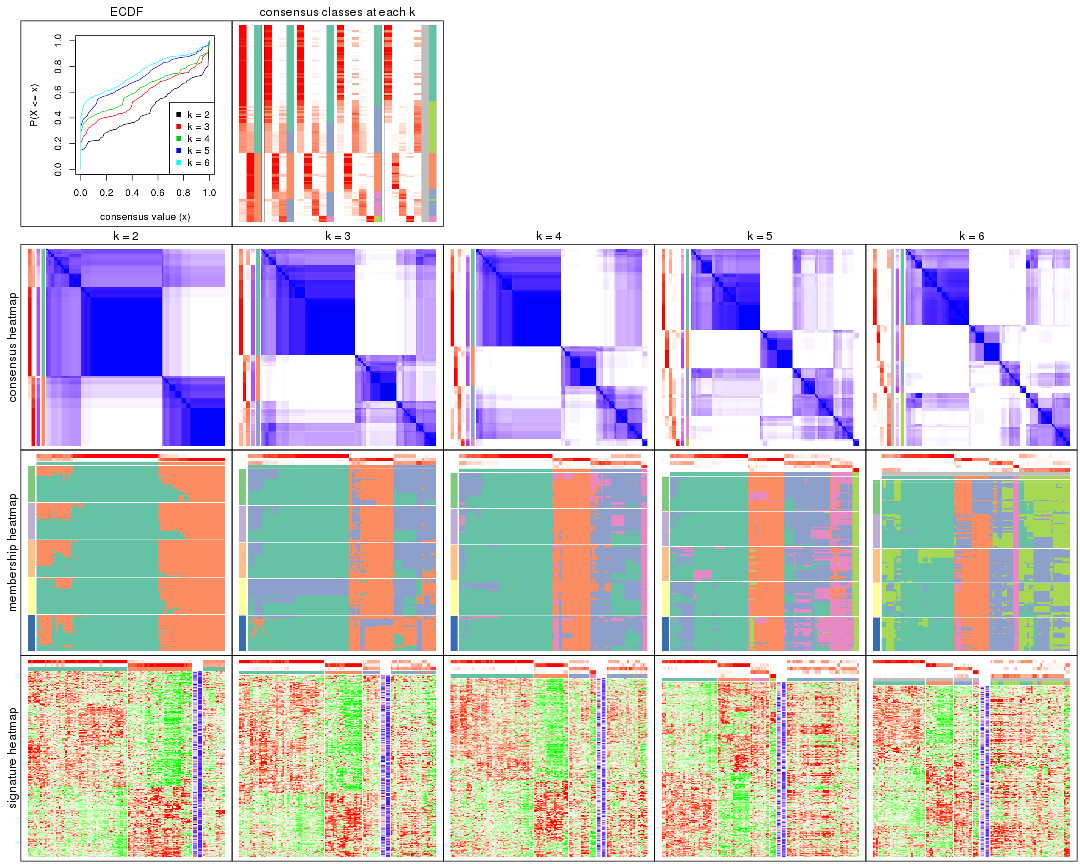 ECDF
consensus classes at each k
P(X <= x)
1.0
0.8
0.6
0.4
0.2
0.0
k = 2
k = 3
k = 4
k = 5
k = 6
0.0 0.2 0.4 0.6 0.8 1.0
consensus value (x)
k = 2 k = 3 k = 4 k = 5 k = 6
consensus heatmap
membership heatmap
signature heatmap